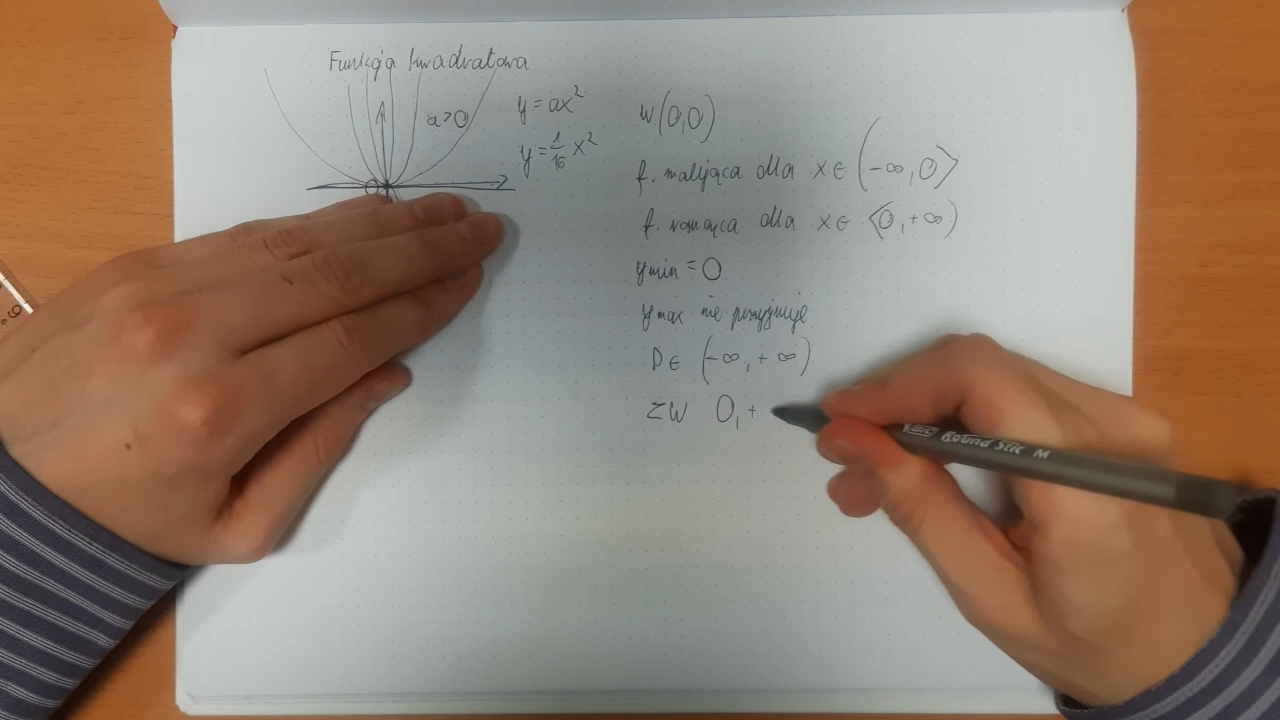 Funkcja kwadratowa
a>0
y = ax²
y = 1/16 x²
W(0,0)
f. malejąca dla x ∈ (-∞, 0⟩
f. rosnąca dla x ∈ ⟨0, +∞)
ymin = 0
ymax nie przyjmuje
D ∈ (-∞, +∞)
ZW 0, +
Round Stic M